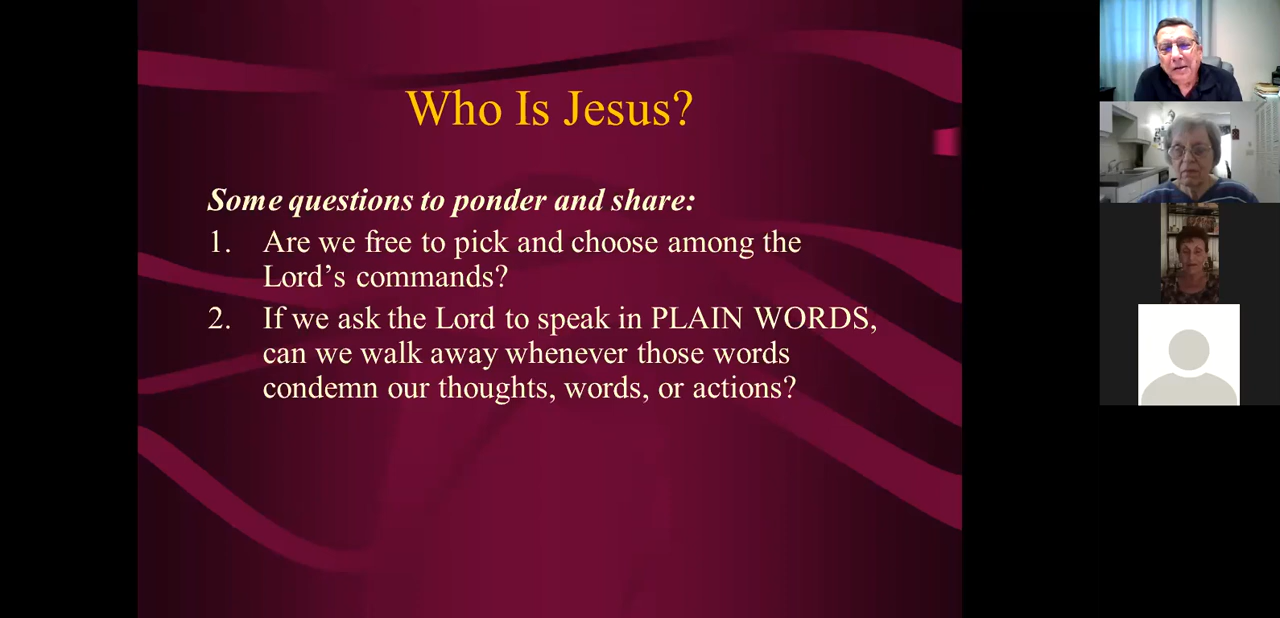 Who Is Jesus?
Some questions to ponder and share:
1. Are we free to pick and choose among the
Lord’s commands?
2. If we ask the Lord to speak in PLAIN WORDS,
can we walk away whenever those words
condemn our thoughts, words, or actions?